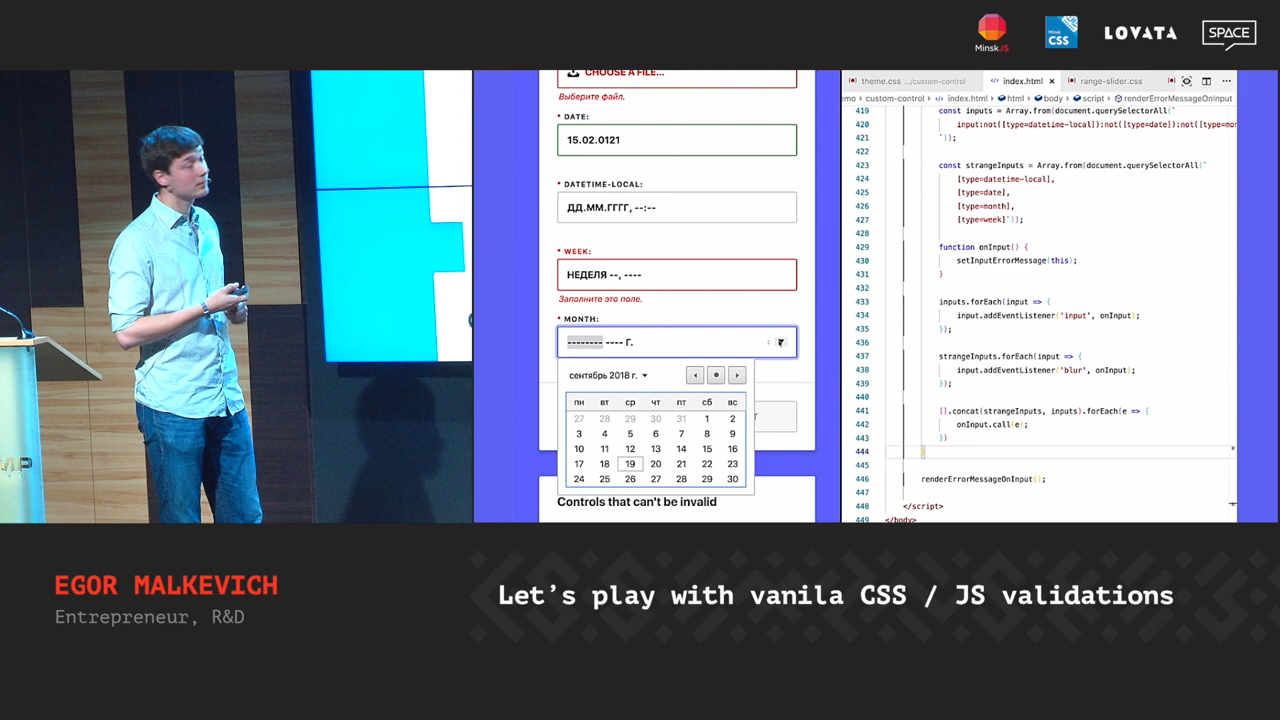 MinskJS
Minsk
CSS
LOVATA
SPACE
CHOOSE A FILE...
Выберите файл.
* DATE:
15.02.0121
* DATETIME-LOCAL:
ДД.ММ.ГГГГ, --:--
* WEEK:
НЕДЕЛЯ --, ----
Заполните это поле.
* MONTH:
-------- ---- Г.
сентябрь 2018 г.
пн вт ср чт пт сб вс
27 28 29 30 31 1 2
3 4 5 6 7 8 9
10 11 12 13 14 15 16
17 18 19 20 21 22 23
24 25 26 27 28 29 30
Controls that can't be invalid
theme.css .../custom-control
index.html
range-slider.css
emo › custom-control › index.html › html › body › script › renderErrorMessageOnInput
419 const inputs = Array.from(document.querySelectorAll(`
420 input:not([type=datetime-local]):not([type=date]):not([type=mon
421 `));
422
423 const strangeInputs = Array.from(document.querySelectorAll(`
424 [type=datetime-local],
425 [type=date],
426 [type=month],
427 [type=week]`));
428
429 function onInput() {
430 setInputErrorMessage(this);
431 }
432
433 inputs.forEach(input => {
434 input.addEventListener('input', onInput);
435 });
436
437 strangeInputs.forEach(input => {
438 input.addEventListener('blur', onInput);
439 });
440
441 [].concat(strangeInputs, inputs).forEach(e => {
442 onInput.call(e);
443 })
444 }
445
446 renderErrorMessageOnInput();
447
448 </script>
449 </body>
EGOR MALKEVICH
Entrepreneur, R&D
Let's play with vanila CSS / JS validations